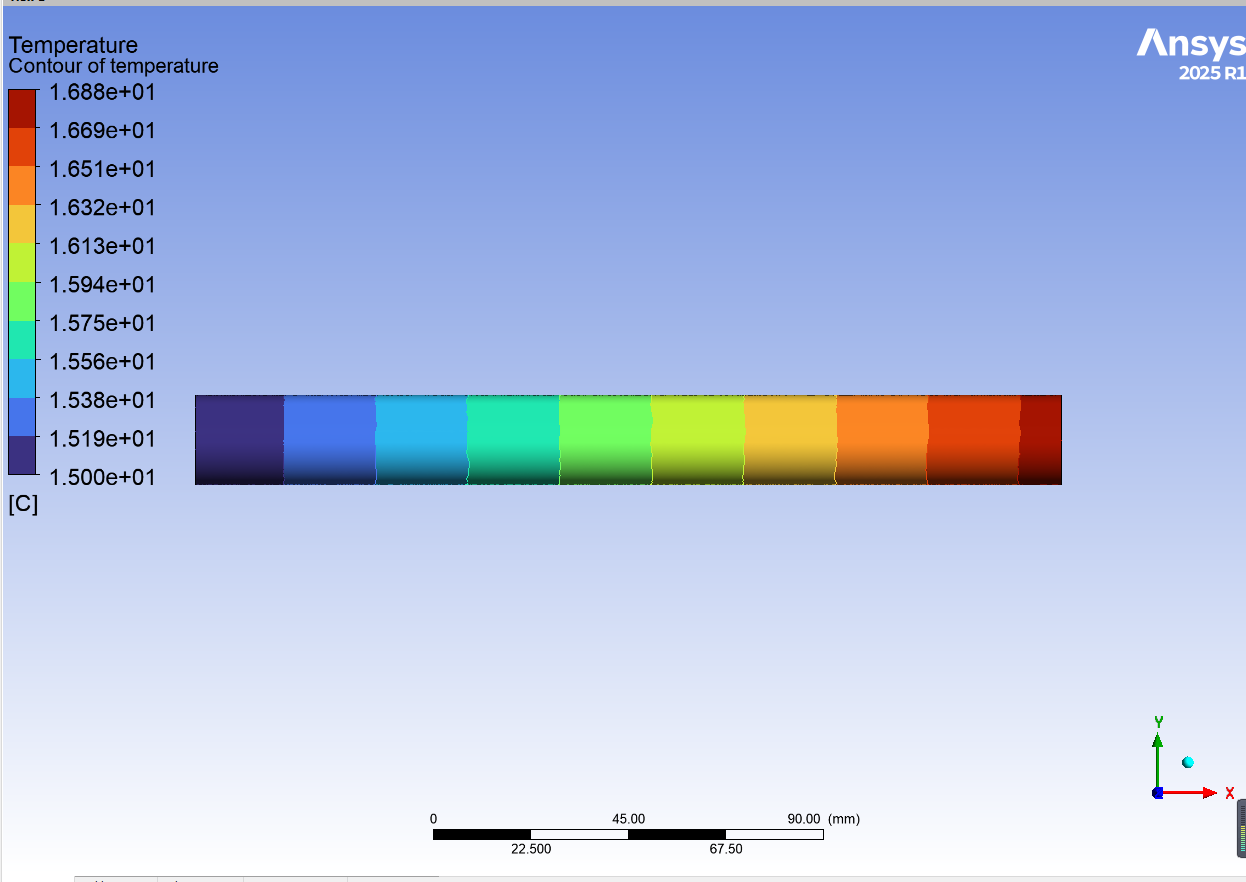 Temperature
Contour of temperature
Ansys
2025 R1
1.688e+01
1.669e+01
1.651e+01
1.632e+01
1.613e+01
1.594e+01
1.575e+01
1.556e+01
1.538e+01
1.519e+01
1.500e+01
[C]
Y
X
0 45.00 90.00 (mm)
22.500 67.50